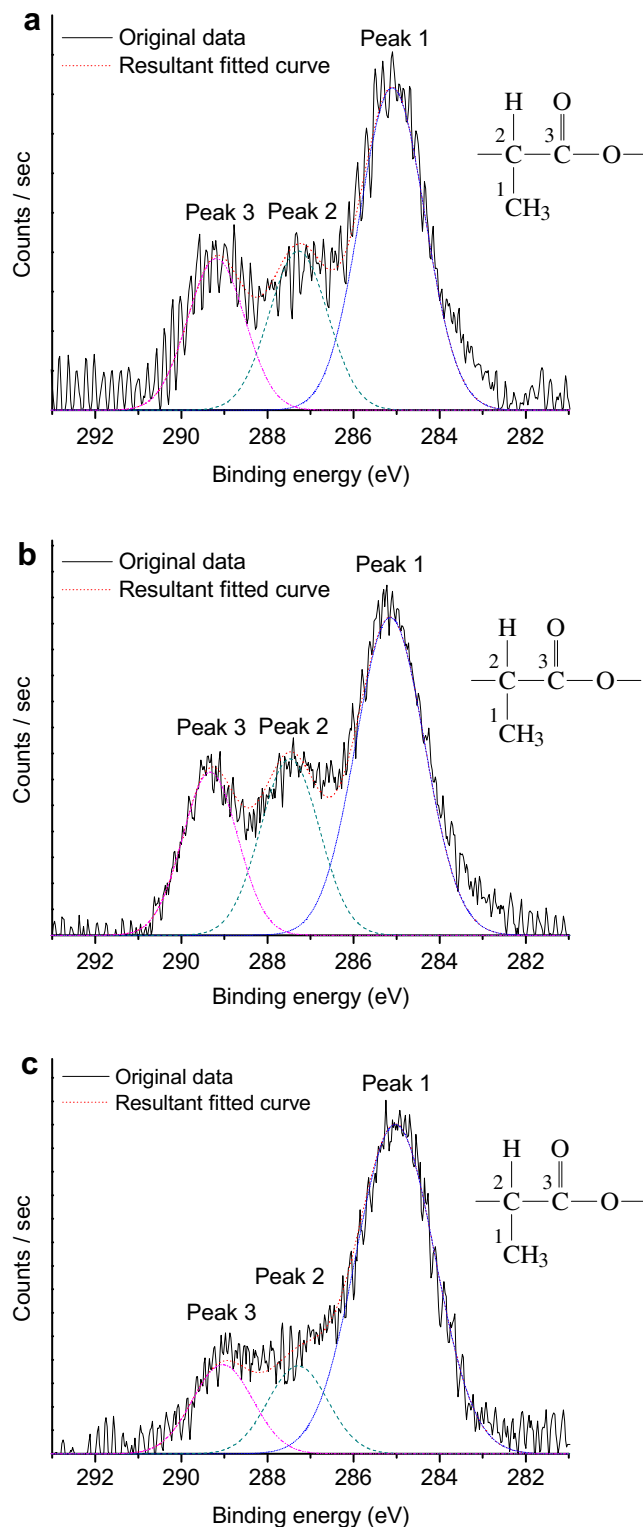 a
Original data
Resultant fitted curve
Peak 1
Peak 2
Peak 3
H O
2 3
C C O
1
CH3
Counts / sec
292 290 288 286 284 282
Binding energy (eV)
b
Original data
Resultant fitted curve
Peak 1
Peak 2
Peak 3
H O
2 3
C C O
1
CH3
Counts / sec
292 290 288 286 284 282
Binding energy (eV)
c
Original data
Resultant fitted curve
Peak 1
Peak 2
Peak 3
H O
2 3
C C O
1
CH3
Counts / sec
292 290 288 286 284 282
Binding energy (eV)